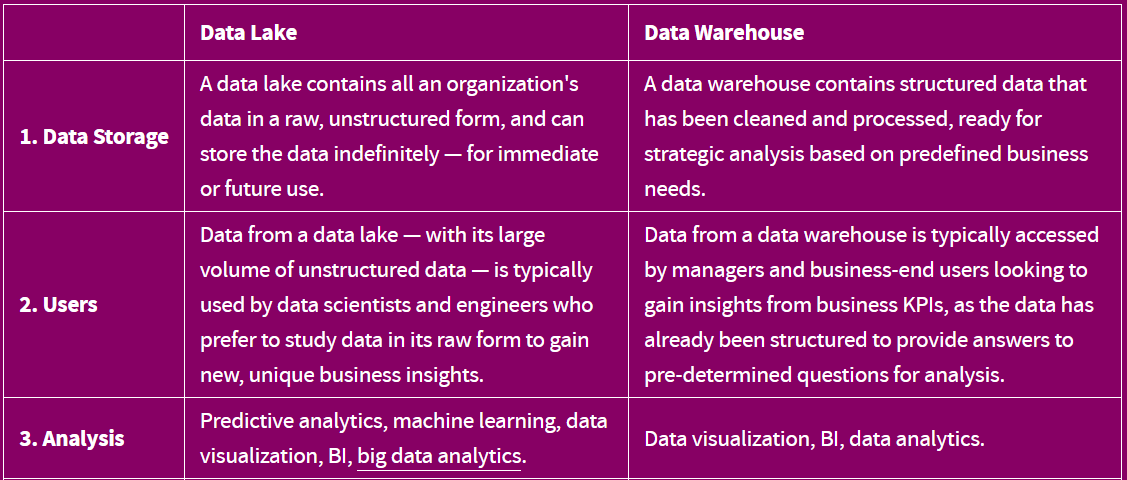 Data Lake
Data Warehouse
1. Data Storage
A data lake contains all an organization's
data in a raw, unstructured form, and can
store the data indefinitely — for immediate
or future use.
A data warehouse contains structured data that
has been cleaned and processed, ready for
strategic analysis based on predefined business
needs.
2. Users
Data from a data lake — with its large
volume of unstructured data — is typically
used by data scientists and engineers who
prefer to study data in its raw form to gain
new, unique business insights.
Data from a data warehouse is typically accessed
by managers and business-end users looking to
gain insights from business KPIs, as the data has
already been structured to provide answers to
pre-determined questions for analysis.
3. Analysis
Predictive analytics, machine learning, data
visualization, BI, big data analytics.
Data visualization, BI, data analytics.